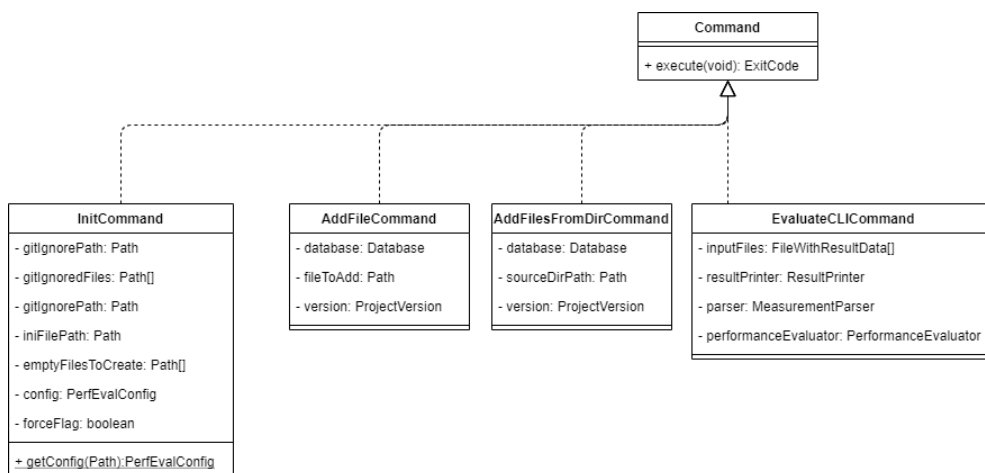 Command
+ execute(void): ExitCode
InitCommand
- gitIgnorePath: Path
- gitIgnoredFiles: Path[]
- gitIgnorePath: Path
- iniFilePath: Path
- emptyFilesToCreate: Path[]
- config: PerfEvalConfig
- forceFlag: boolean
+ getConfig(Path):PerfEvalConfig
AddFileCommand
- database: Database
- fileToAdd: Path
- version: ProjectVersion
AddFilesFromDirCommand
- database: Database
- sourceDirPath: Path
- version: ProjectVersion
EvaluateCLICommand
- inputFiles: FileWithResultData[]
- resultPrinter: ResultPrinter
- parser: MeasurementParser
- performanceEvaluator: PerformanceEvaluator